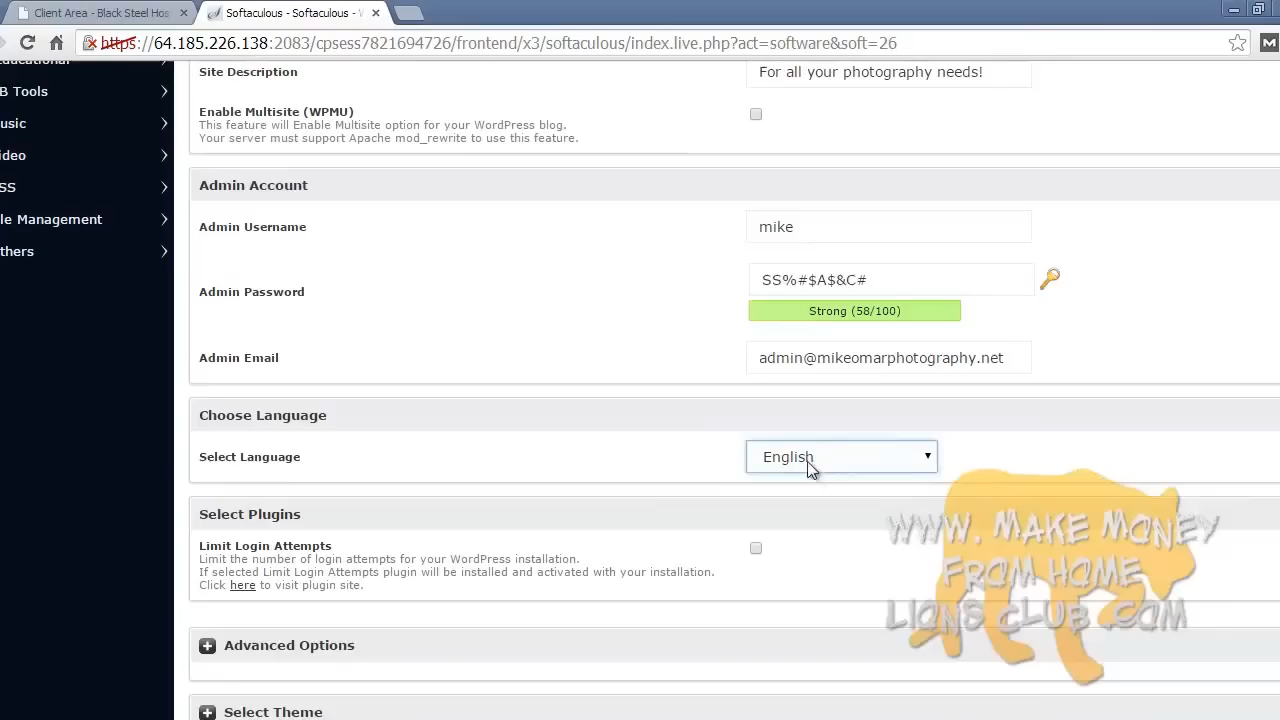 Client Area - Black Steel Hos
Softaculous - Softaculous - W
https://64.185.226.138:2083/cpsess7821694726/frontend/x3/softaculous/index.live.php?act=software&soft=26
Site Description
For all your photography needs!
B Tools
Enable Multisite (WPMU)
This feature will Enable Multisite option for your WordPress blog.
Your server must support Apache mod_rewrite to use this feature.
usic
ideo
SS
Admin Account
le Management
Admin Username
mike
thers
Admin Password
SS%#$A$&C#
Strong (58/100)
Admin Email
admin@mikeomarphotography.net
Choose Language
Select Language
English
Select Plugins
Limit Login Attempts
Limit the number of login attempts for your WordPress installation.
If selected Limit Login Attempts plugin will be installed and activated with your installation.
Click here to visit plugin site.
WWW. MAKE MONEY
FROM HOME
LIONS CLUB .COM
Advanced Options
Select Theme